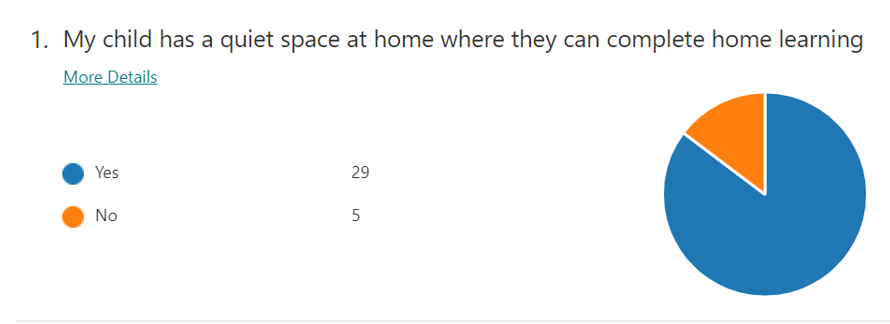 1. My child has a quiet space at home where they can complete home learning
More Details
Yes 29
No 5